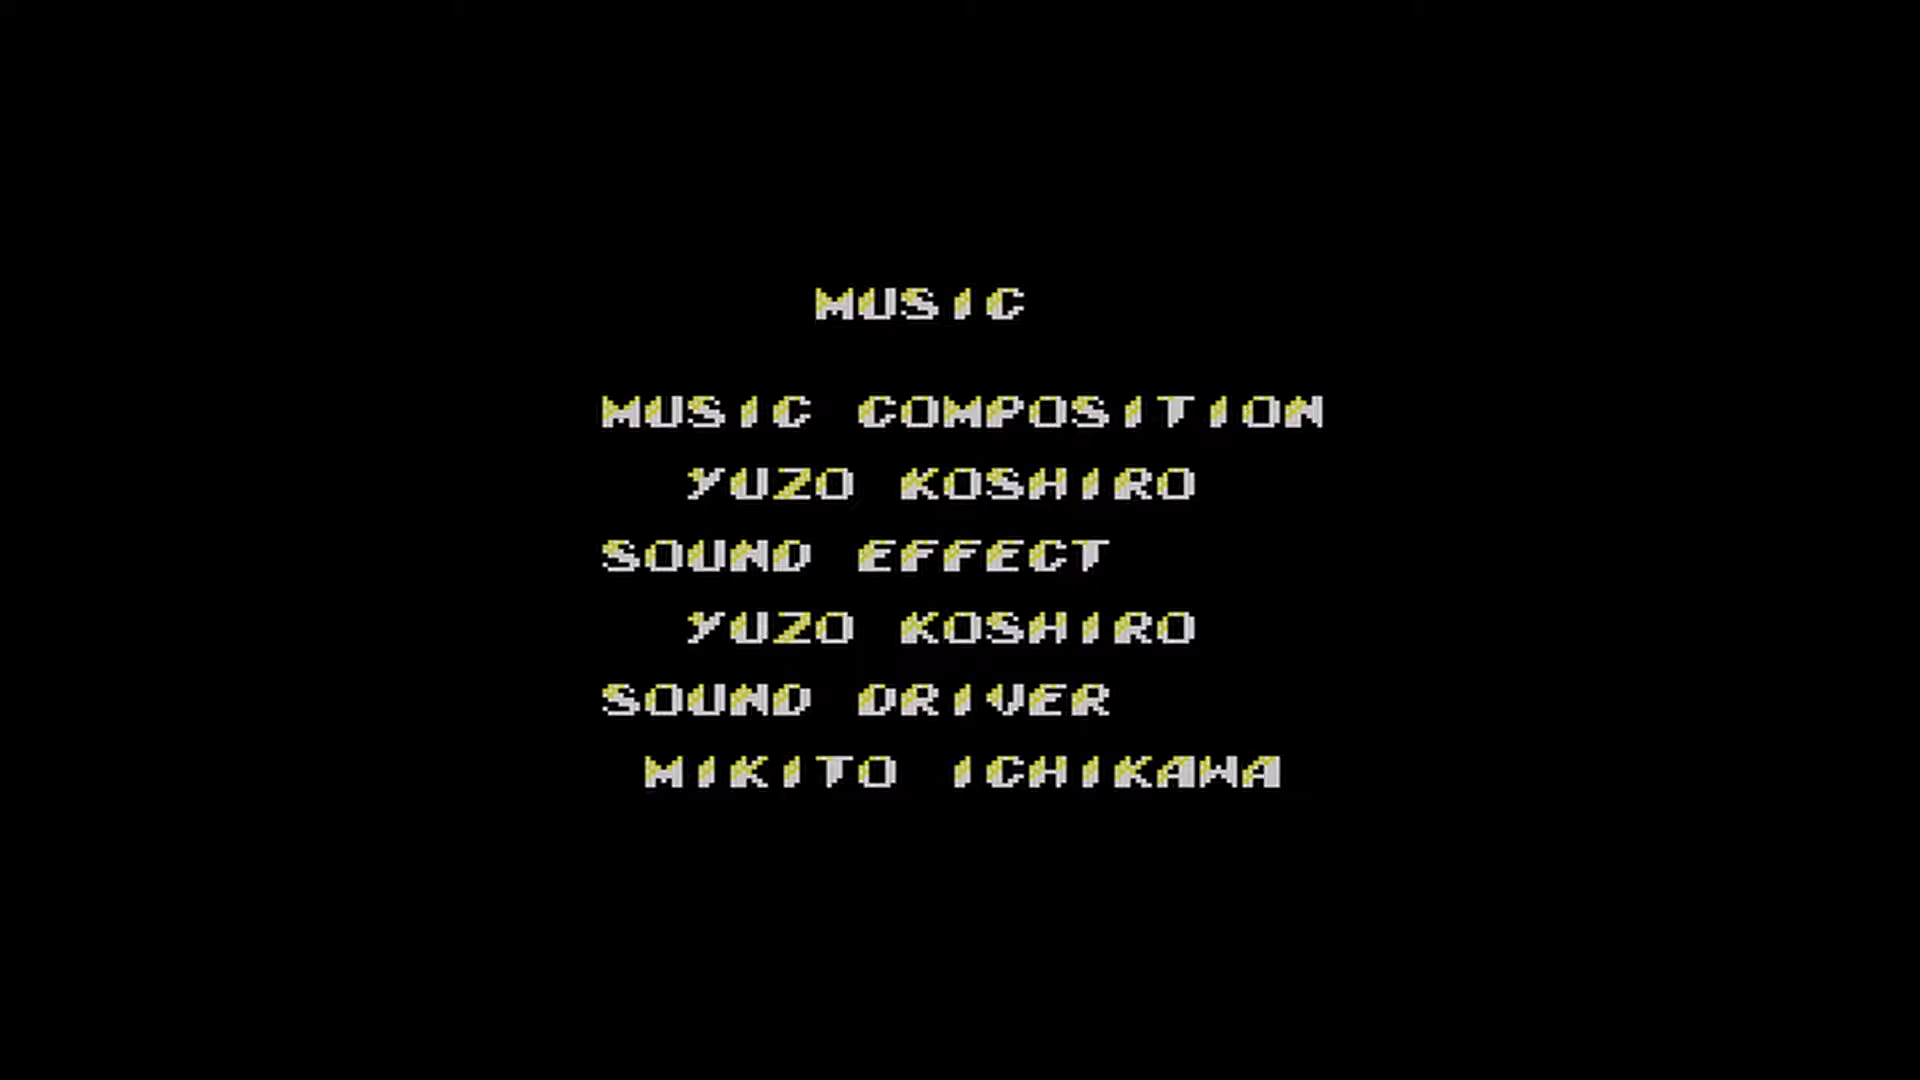 MUSIC
MUSIC COMPOSITION
YUZO KOSHIRO
SOUND EFFECT
YUZO KOSHIRO
SOUND DRIVER
MIKITO ICHIKAWA